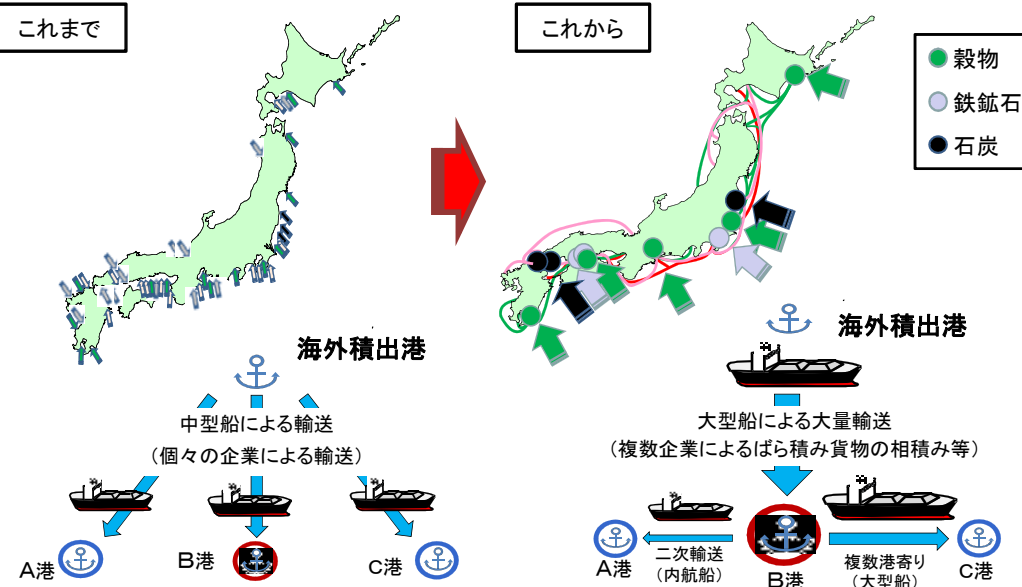 これまで
海外積出港
中型船による輸送
(個々の企業による輸送)
A港
B港
C港
これから
穀物
鉄鉱石
石炭
海外積出港
大型船による大量輸送
(複数企業によるばら積み貨物の相積み等)
A港
二次輸送
(内航船)
B港
複数港寄り
(大型船)
C港